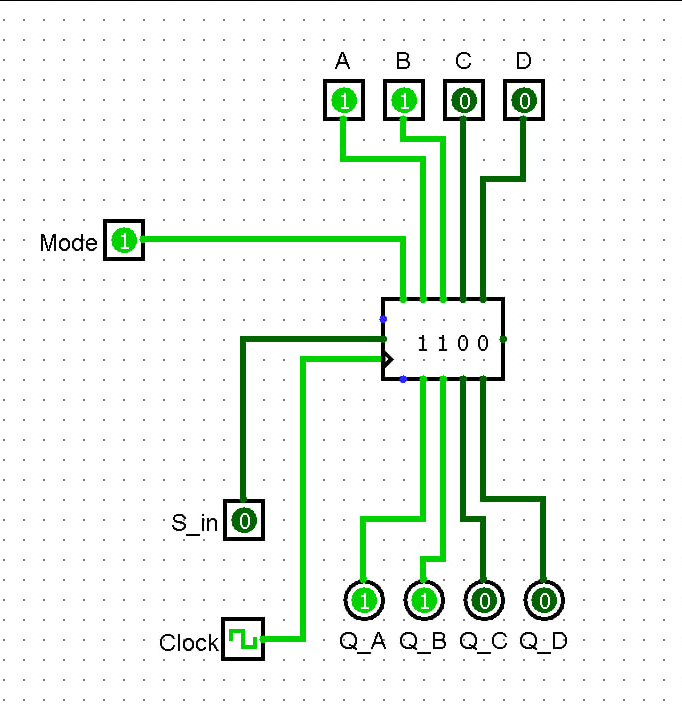 A B C D
1 1 0 0
Mode 1
1 1 0 0
S_in 0
1 1 0 0
Clock Q_A Q_B Q_C Q_D